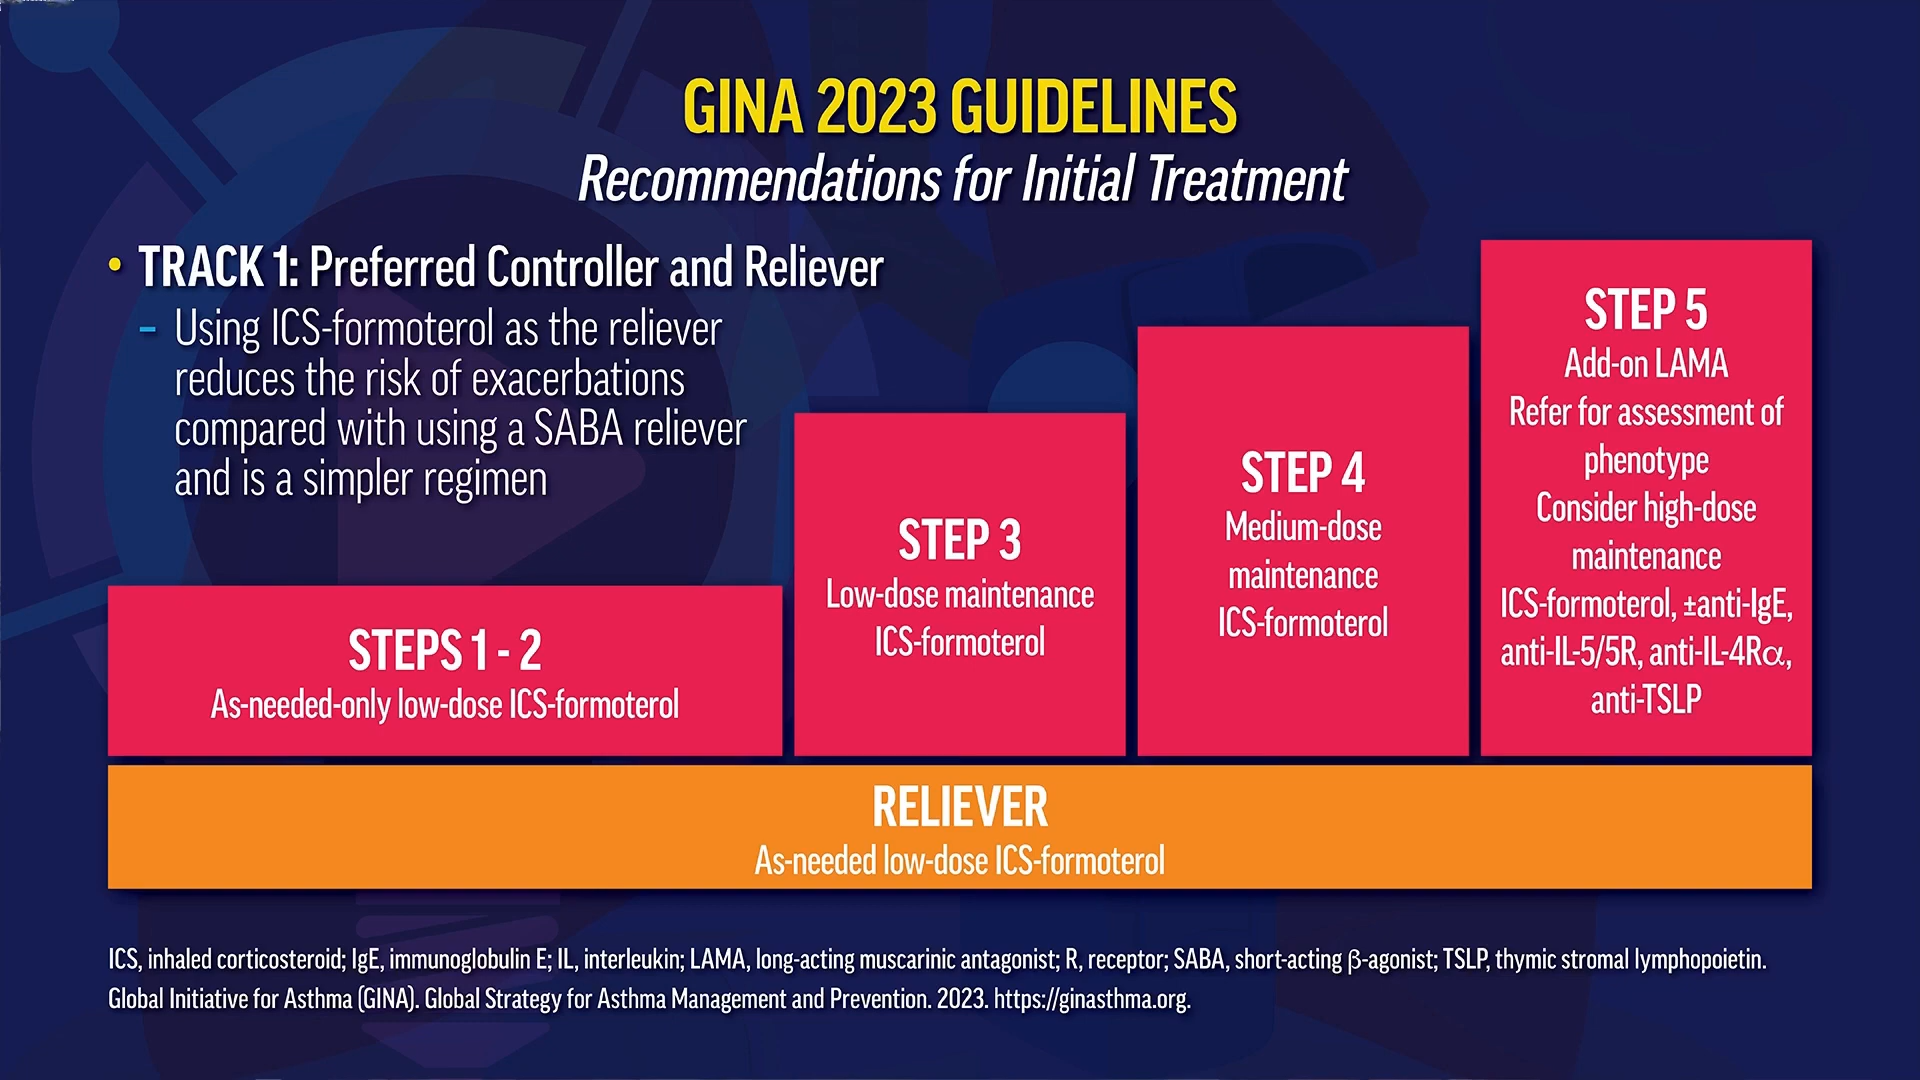 GINA 2023 GUIDELINES
Recommendations for Initial Treatment
• TRACK 1: Preferred Controller and Reliever
– Using ICS-formoterol as the reliever
reduces the risk of exacerbations
compared with using a SABA reliever
and is a simpler regimen
STEPS 1 - 2
As-needed-only low-dose ICS-formoterol
STEP 3
Low-dose maintenance
ICS-formoterol
STEP 4
Medium-dose
maintenance
ICS-formoterol
STEP 5
Add-on LAMA
Refer for assessment of
phenotype
Consider high-dose
maintenance
ICS-formoterol, ±anti-IgE,
anti-IL-5/5R, anti-IL-4Rα,
anti-TSLP
RELIEVER
As-needed low-dose ICS-formoterol
ICS, inhaled corticosteroid; IgE, immunoglobulin E; IL, interleukin; LAMA, long-acting muscarinic antagonist; R, receptor; SABA, short-acting β-agonist; TSLP, thymic stromal lymphopoietin.
Global Initiative for Asthma (GINA). Global Strategy for Asthma Management and Prevention. 2023. https://ginasthma.org.